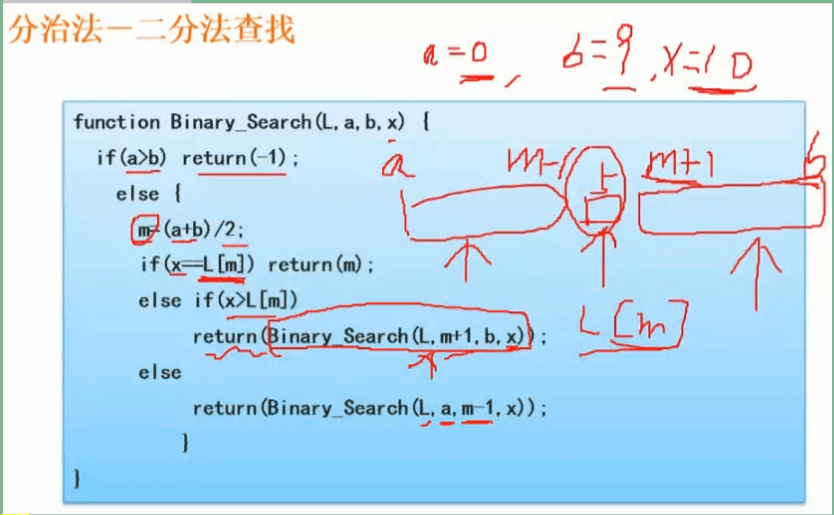 分治法－二分法查找
a=0, b=9, x=10
function Binary_Search(L,a,b,x) {
if(a>b) return(-1);
else {
m=(a+b)/2;
if(x==L[m]) return(m);
else if(x>L[m])
return(Binary_Search(L,m+1,b,x));
else
return(Binary_Search(L,a,m-1,x));
}
}
a m-1 m+1 b
L[m]